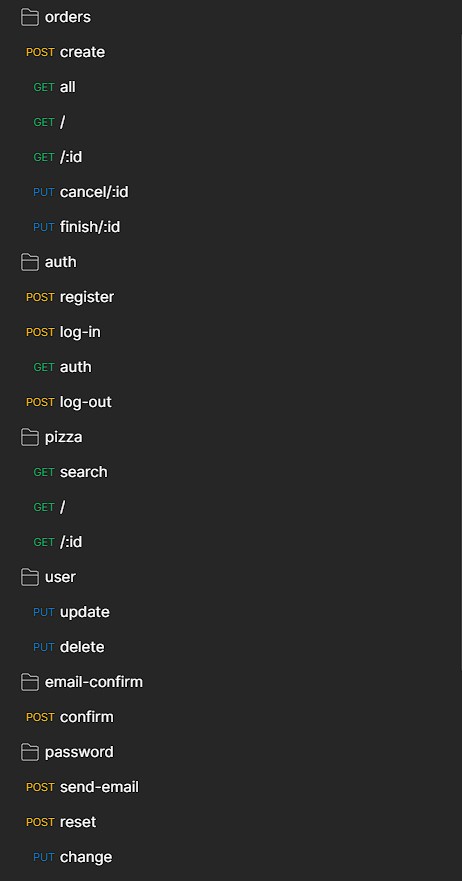 orders
POST create
GET all
GET /
GET /:id
PUT cancel/:id
PUT finish/:id
auth
POST register
POST log-in
GET auth
POST log-out
pizza
GET search
GET /
GET /:id
user
PUT update
PUT delete
email-confirm
POST confirm
password
POST send-email
POST reset
PUT change